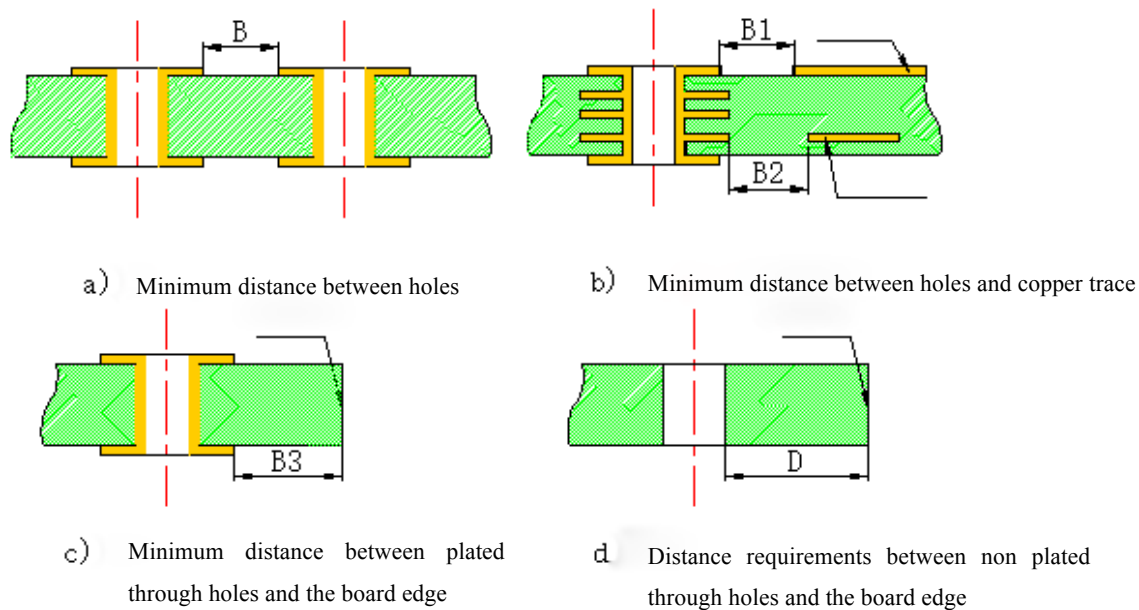 B
B1
B2
a) Minimum distance between holes
b) Minimum distance between holes and copper trace
B3
D
c) Minimum distance between plated
through holes and the board edge
d Distance requirements between non plated
through holes and the board edge